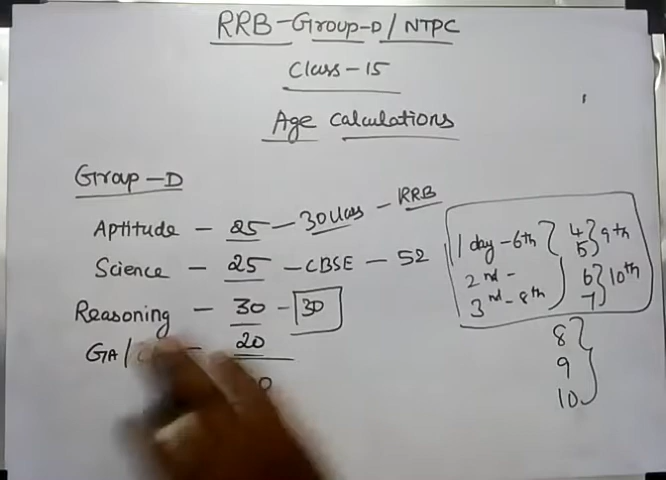 RRB-Group-D/ NTPC
Class-15
Age Calculations
Group-D
Aptitude - 25 - 30 class - RRB
Science - 25 - CBSE - 52
Reasoning - 30 - 30
GA/ - 20
1 day - 6th
2nd -
3rd - 8th
4
5
9th
6
7
10th
8
9
10